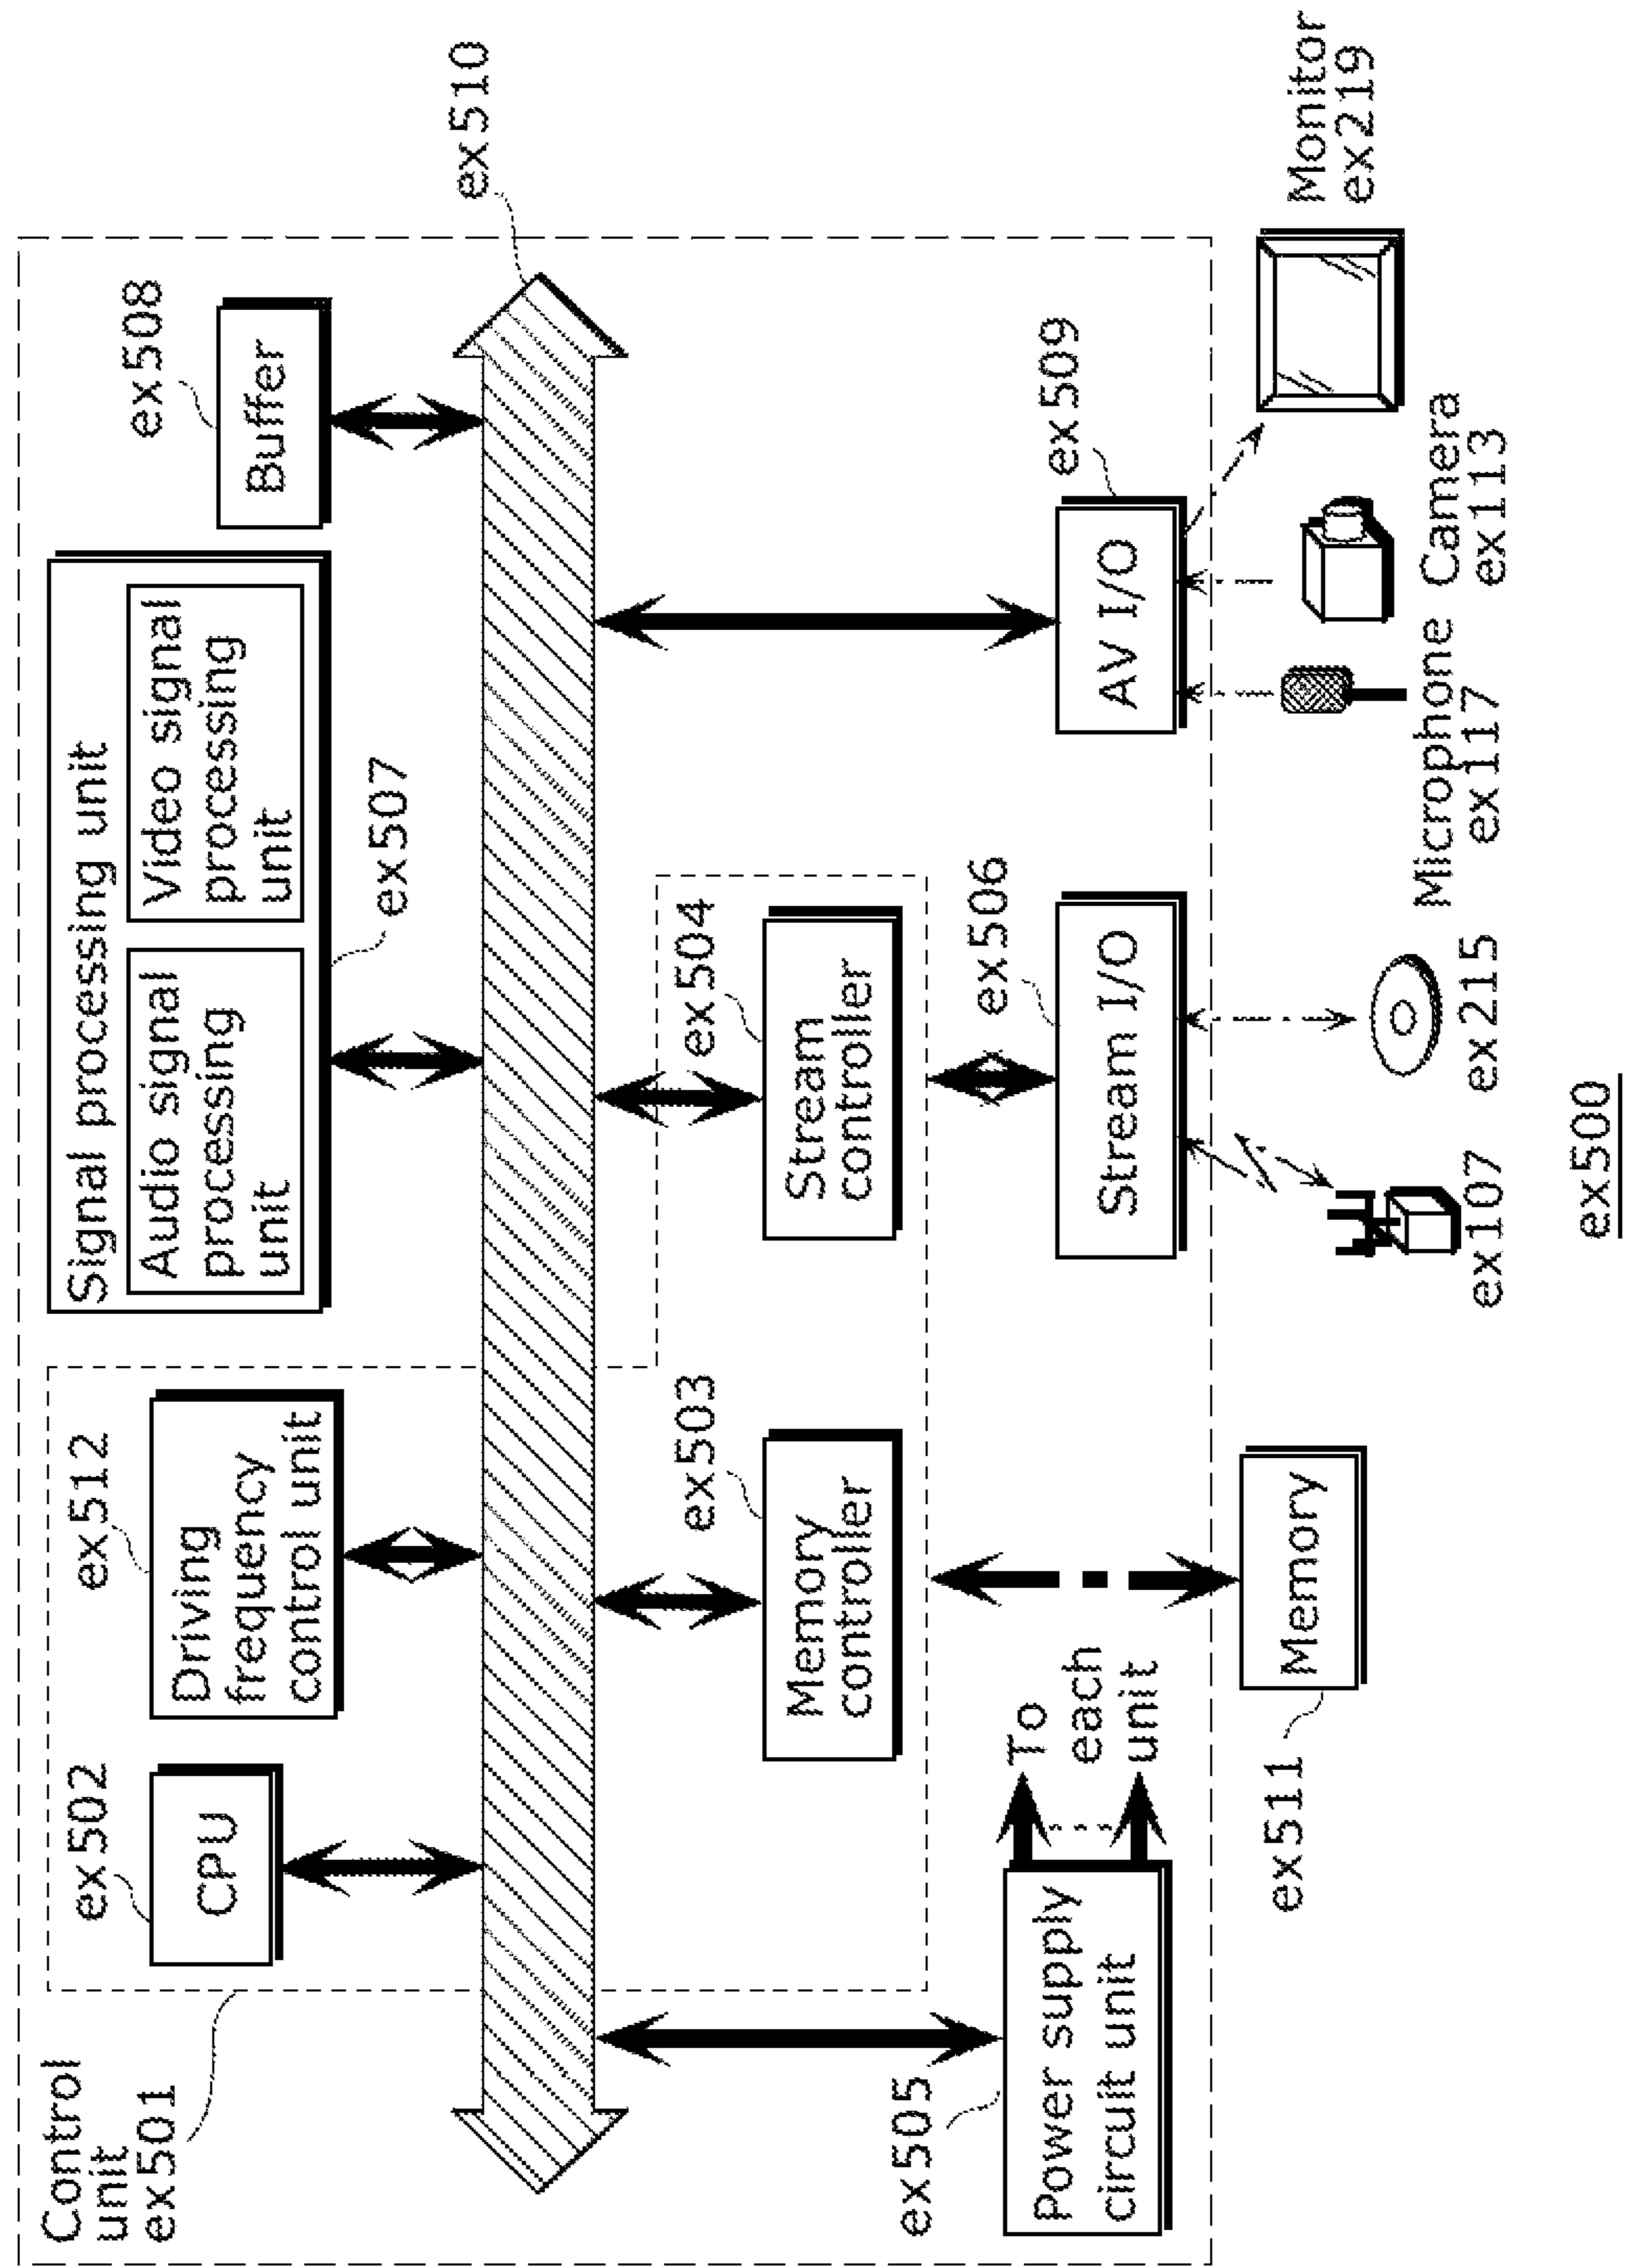 Control
unit
ex501
ex502
CPU
ex512
Driving
frequency
control unit
Signal processing unit
Audio signal
processing
unit
Video signal
processing
unit
ex507
ex508
Buffer
ex510
ex503
Memory
controller
ex504
Stream
controller
ex505
Power supply
circuit unit
To
each
unit
ex506
Stream I/O
ex509
AV I/O
ex511
Memory
ex107
ex215
Microphone
ex117
Camera
ex113
Monitor
ex219
ex500